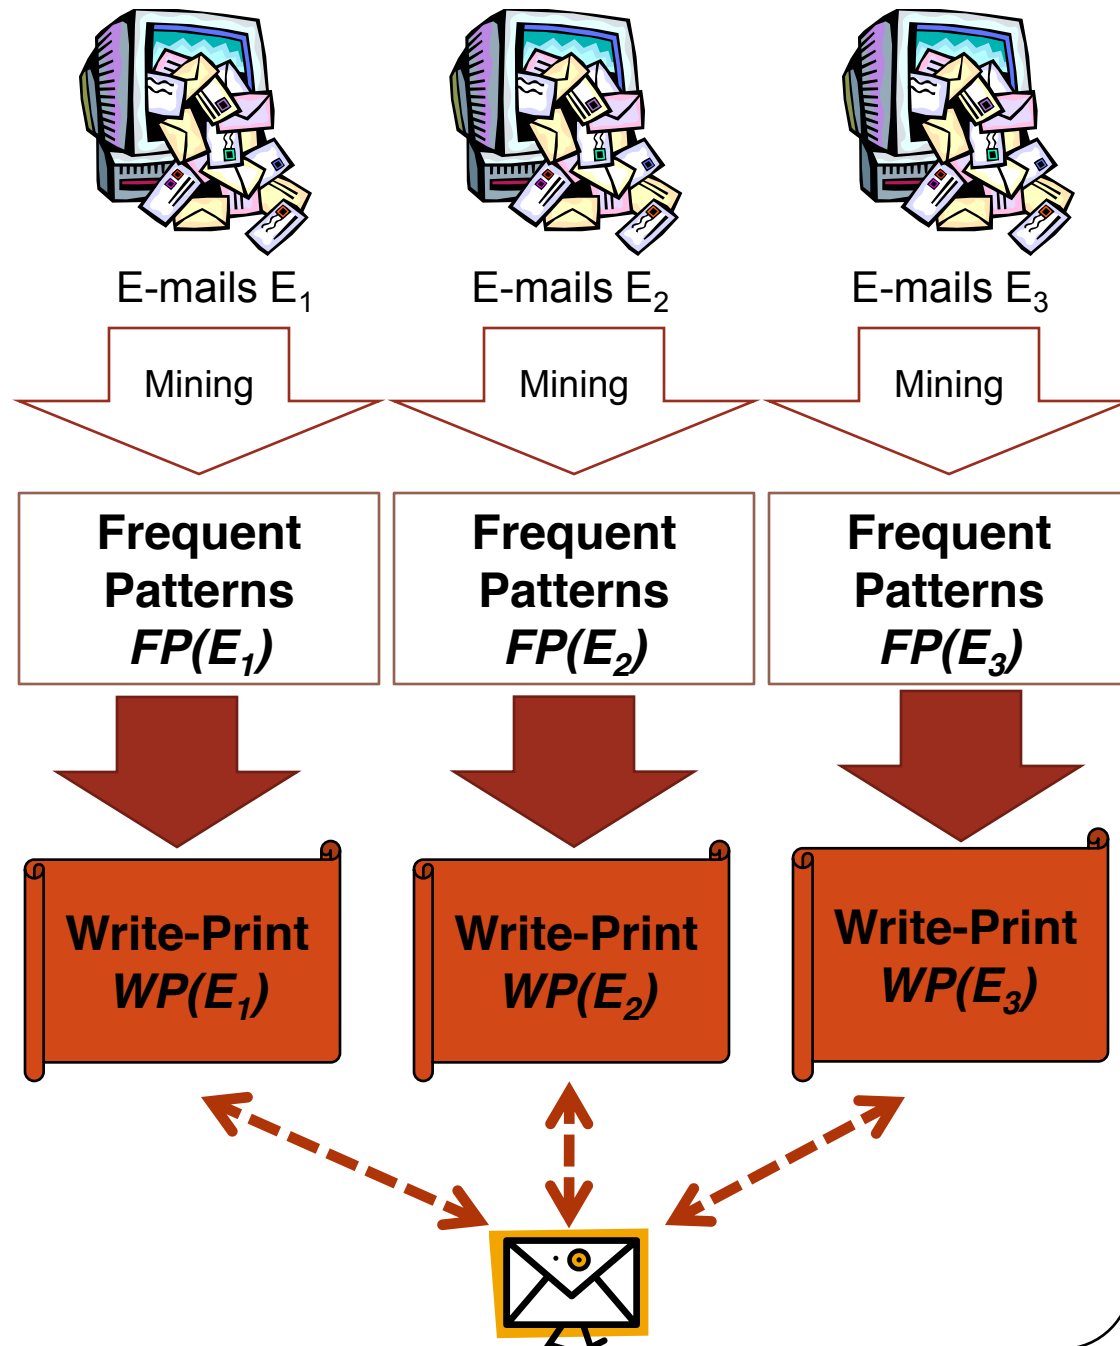 E-mails E₁ E-mails E₂ E-mails E₃
Mining Mining Mining
Frequent Frequent Frequent
Patterns Patterns Patterns
FP(E₁) FP(E₂) FP(E₃)
Write-Print Write-Print Write-Print
WP(E₁) WP(E₂) WP(E₃)